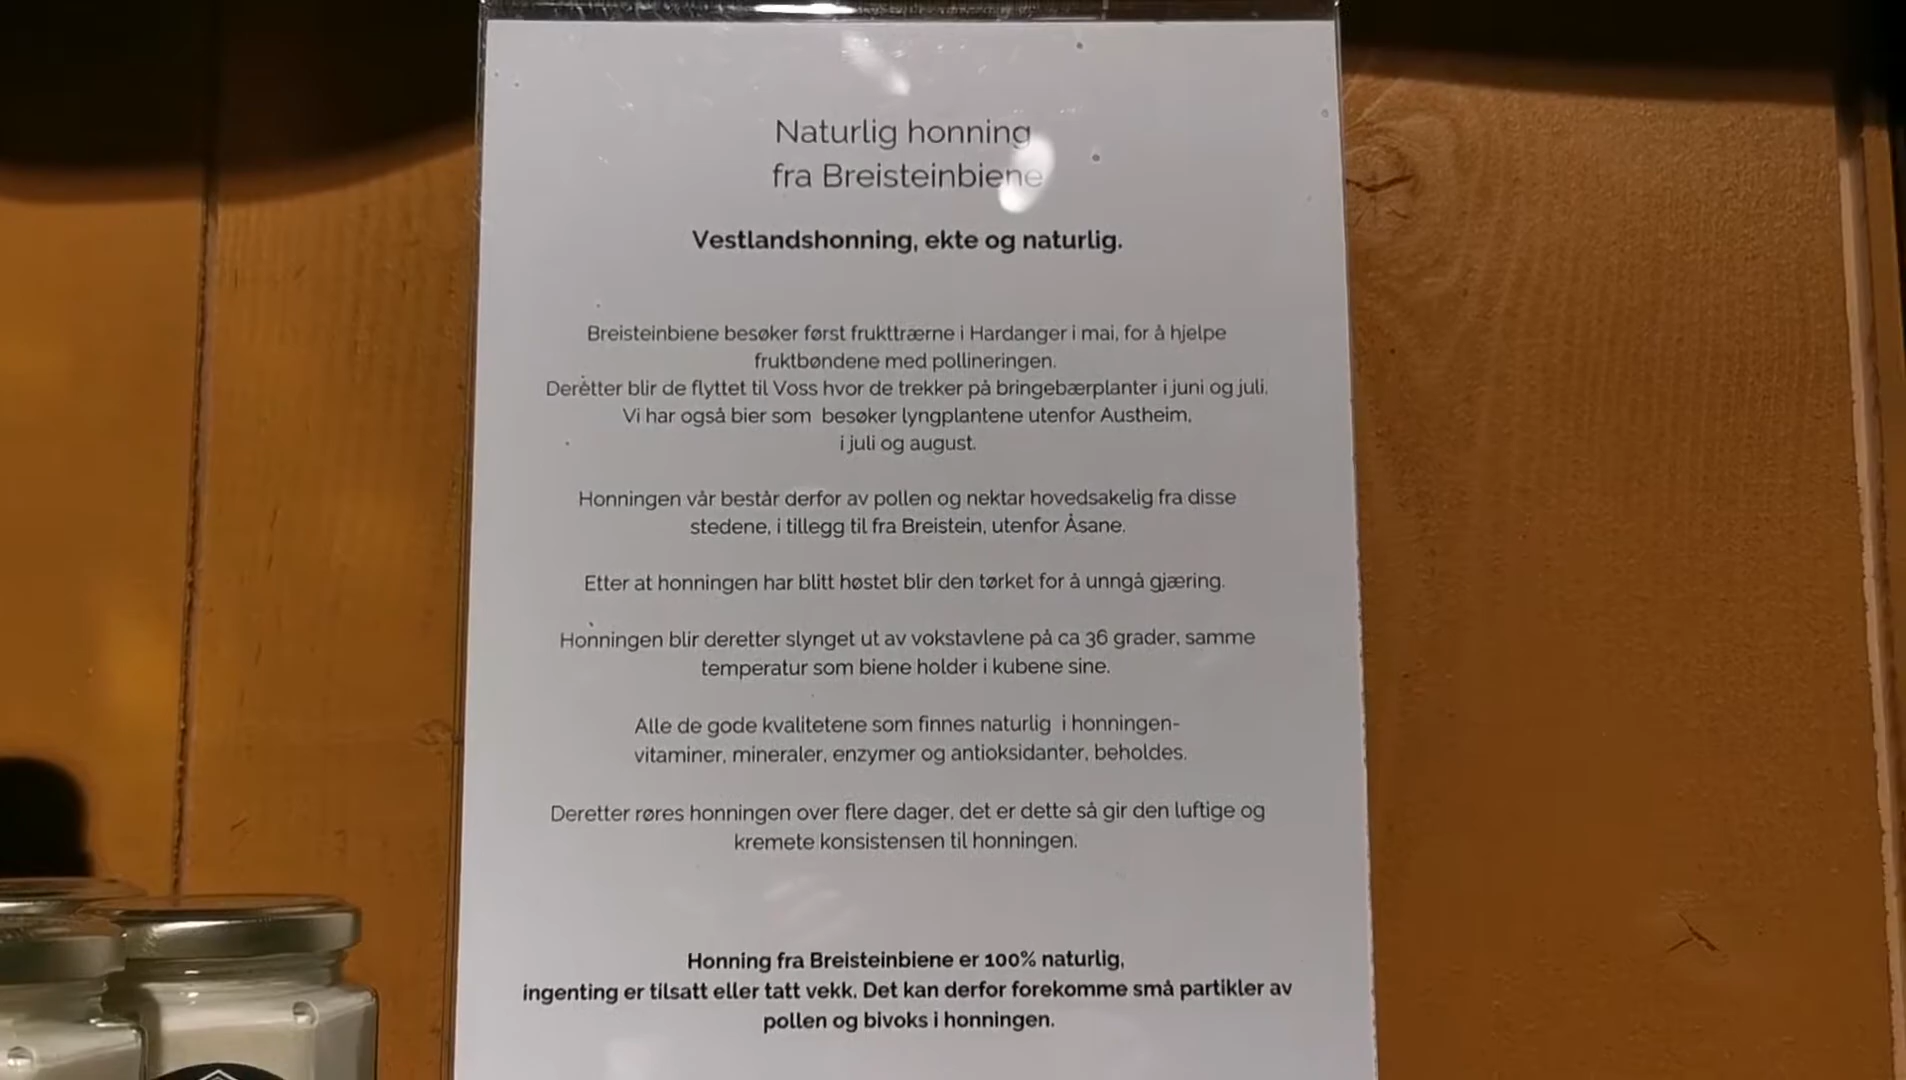 Naturlig honning
fra Breisteinbiene
Vestlandshonning, ekte og naturlig.
Breisteinbiene besøker først frukttrærne i Hardanger i mai, for å hjelpe
fruktbøndene med pollineringen.
Deretter blir de flyttet til Voss hvor de trekker på bringebærplanter i juni og juli.
Vi har også bier som besøker lyngplantene utenfor Austheim,
i juli og august.
Honningen vår består derfor av pollen og nektar hovedsakelig fra disse
stedene, i tillegg til fra Breistein, utenfor Åsane.
Etter at honningen har blitt høstet blir den tørket for å unngå gjæring.
Honningen blir deretter slynget ut av vokstavlene på ca 36 grader, samme
temperatur som biene holder i kubene sine.
Alle de gode kvalitetene som finnes naturlig i honningen-
vitaminer, mineraler, enzymer og antioksidanter, beholdes.
Deretter røres honningen over flere dager, det er dette så gir den luftige og
kremete konsistensen til honningen.
Honning fra Breisteinbiene er 100% naturlig,
ingenting er tilsatt eller tatt vekk. Det kan derfor forekomme små partikler av
pollen og bivoks i honningen.